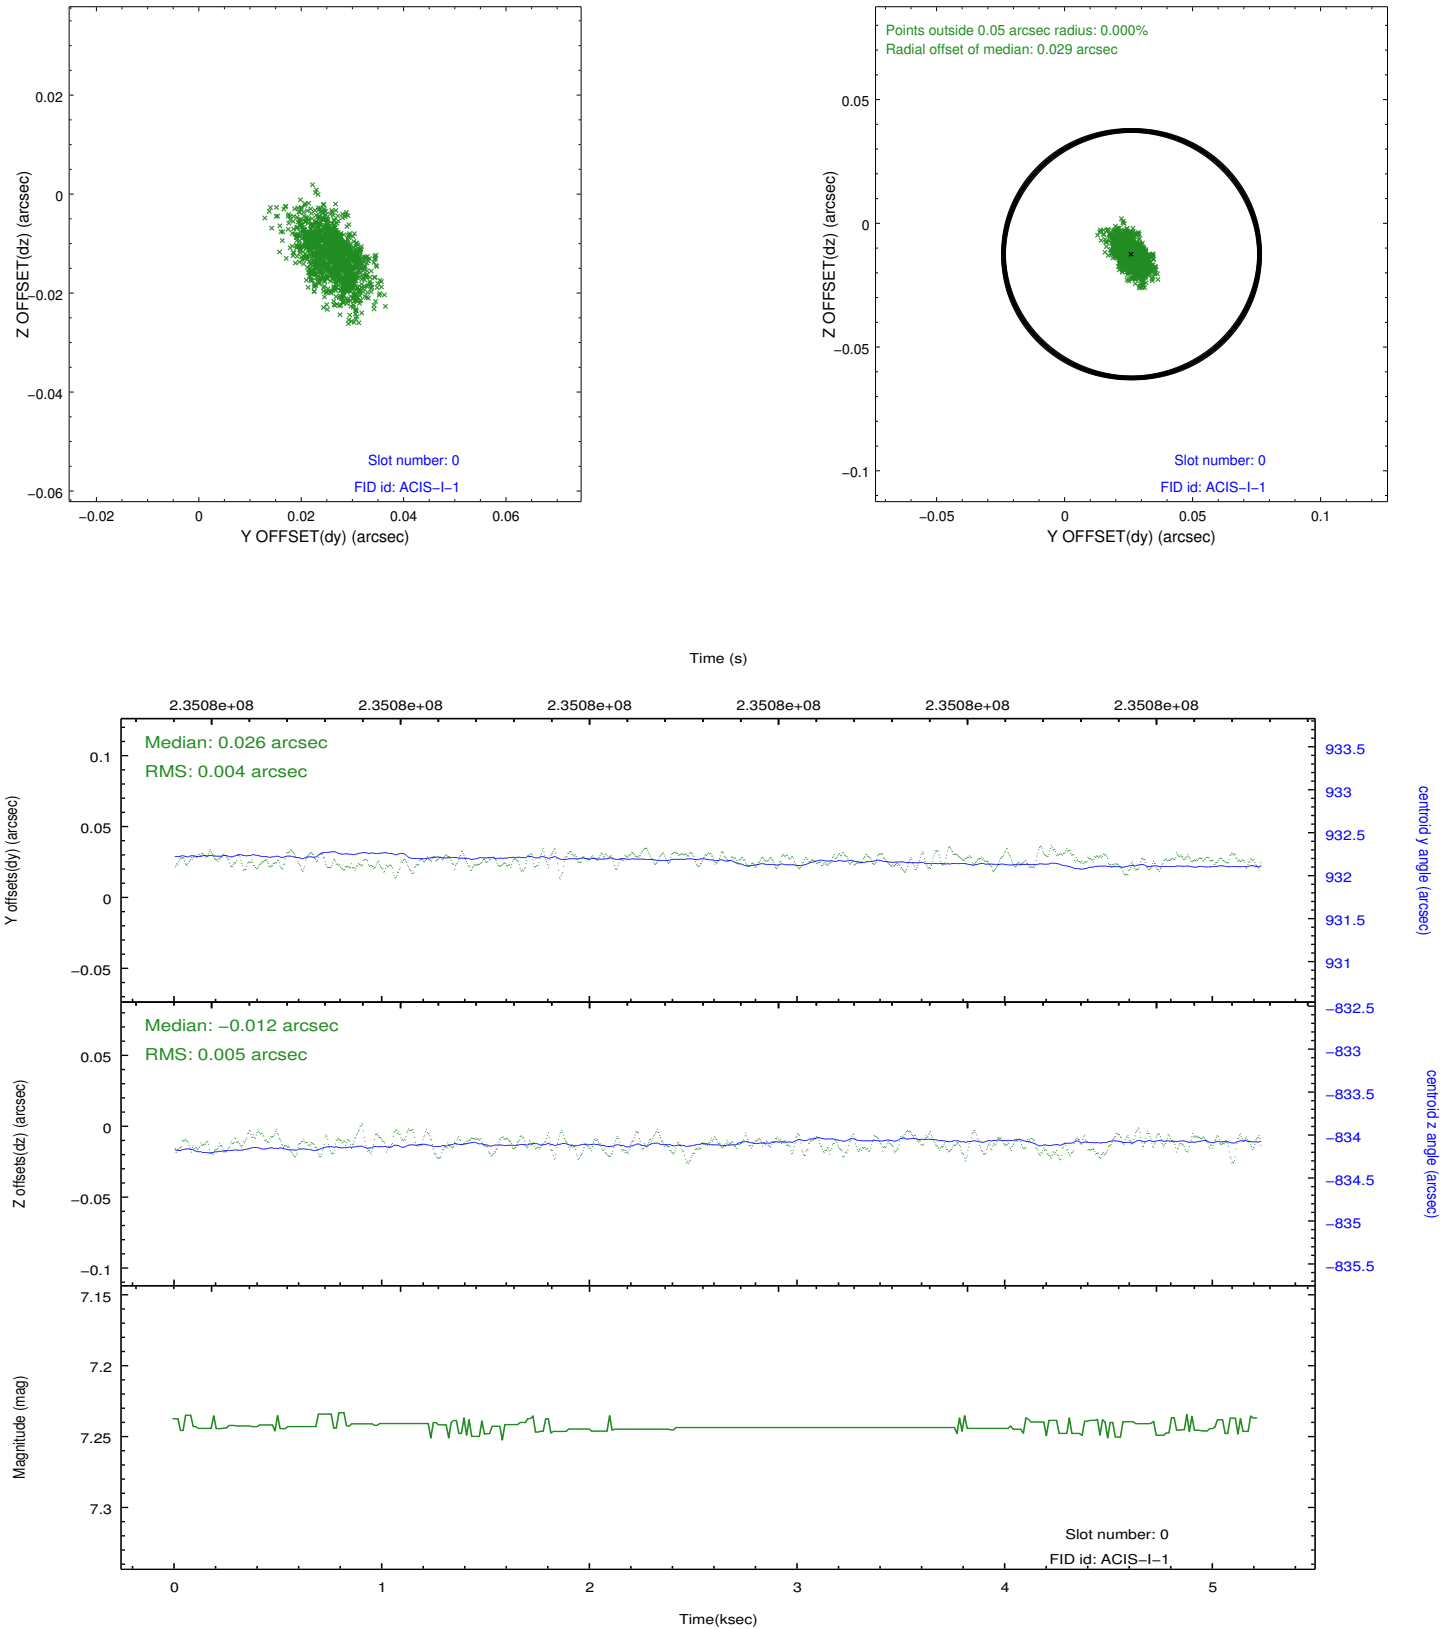 0.02
0
−0.02
−0.04
−0.06
Z OFFSET(dz) (arcsec)
Slot number: 0
FID id: ACIS−I−1
−0.02
0
0.02
0.04
0.06
Y OFFSET(dy) (arcsec)
Points outside 0.05 arcsec radius: 0.000%
Radial offset of median: 0.029 arcsec
0.05
0
−0.05
−0.1
Z OFFSET(dz) (arcsec)
Slot number: 0
FID id: ACIS−I−1
−0.05
0
0.05
0.1
Y OFFSET(dy) (arcsec)
Time (s)
2.3508e+08
2.3508e+08
2.3508e+08
2.3508e+08
2.3508e+08
2.3508e+08
Median: 0.026 arcsec
RMS: 0.004 arcsec
0.1
0.05
0
−0.05
Y offsets(dy) (arcsec)
933.5
933
932.5
932
931.5
931
centroid y angle (arcsec)
Median: −0.012 arcsec
RMS: 0.005 arcsec
0.05
0
−0.05
−0.1
Z offsets(dz) (arcsec)
−832.5
−833
−833.5
−834
−834.5
−835
−835.5
centroid z angle (arcsec)
7.15
7.2
7.25
7.3
Magnitude (mag)
Slot number: 0
FID id: ACIS−I−1
0
1
2
3
4
5
Time(ksec)